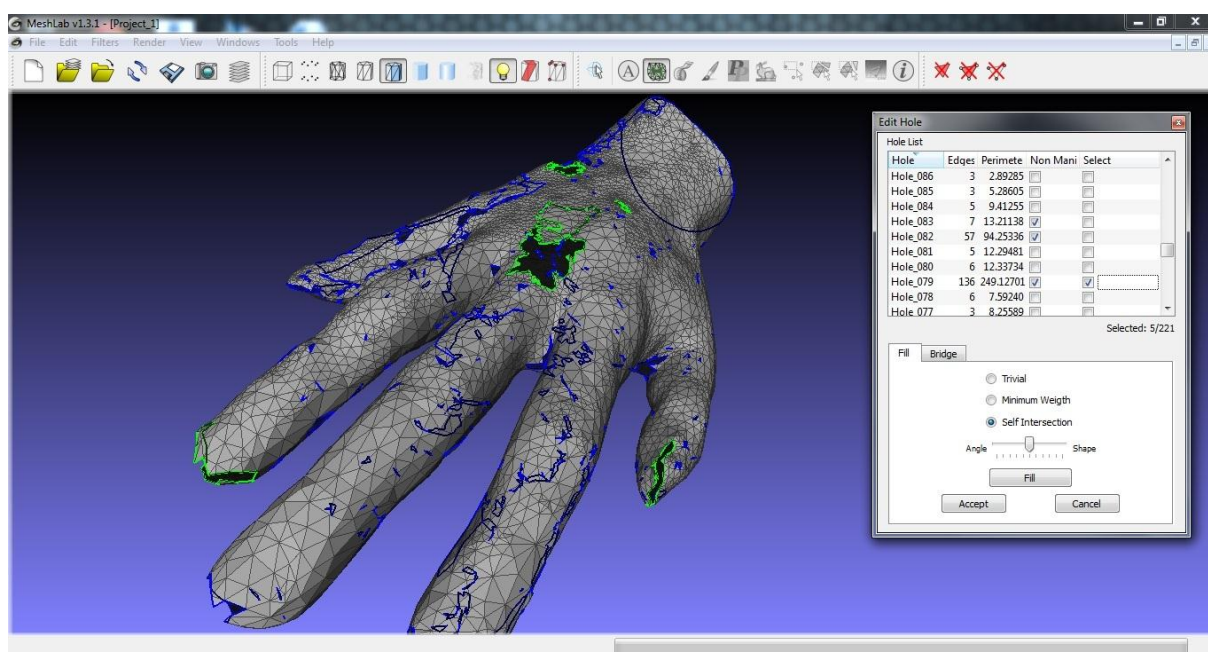 MeshLab v1.3.1 - [Project_1]
File Edit Filters Render View Windows Tools Help
A
i
Edit Hole
Hole List
Hole Edges Perimete Non Mani Select
Hole_086 3 2.89285
Hole_085 3 5.28605
Hole_084 5 9.41255
Hole_083 7 13.21138
Hole_082 57 94.25336
Hole_081 5 12.29481
Hole_080 6 12.33734
Hole_079 136 249.12701
Hole_078 6 7.59240
Hole_077 3 8.25589
Selected: 5/221
Fill Bridge
Trivial
Minimum Weigth
Self Intersection
Angle Shape
Fill
Accept Cancel